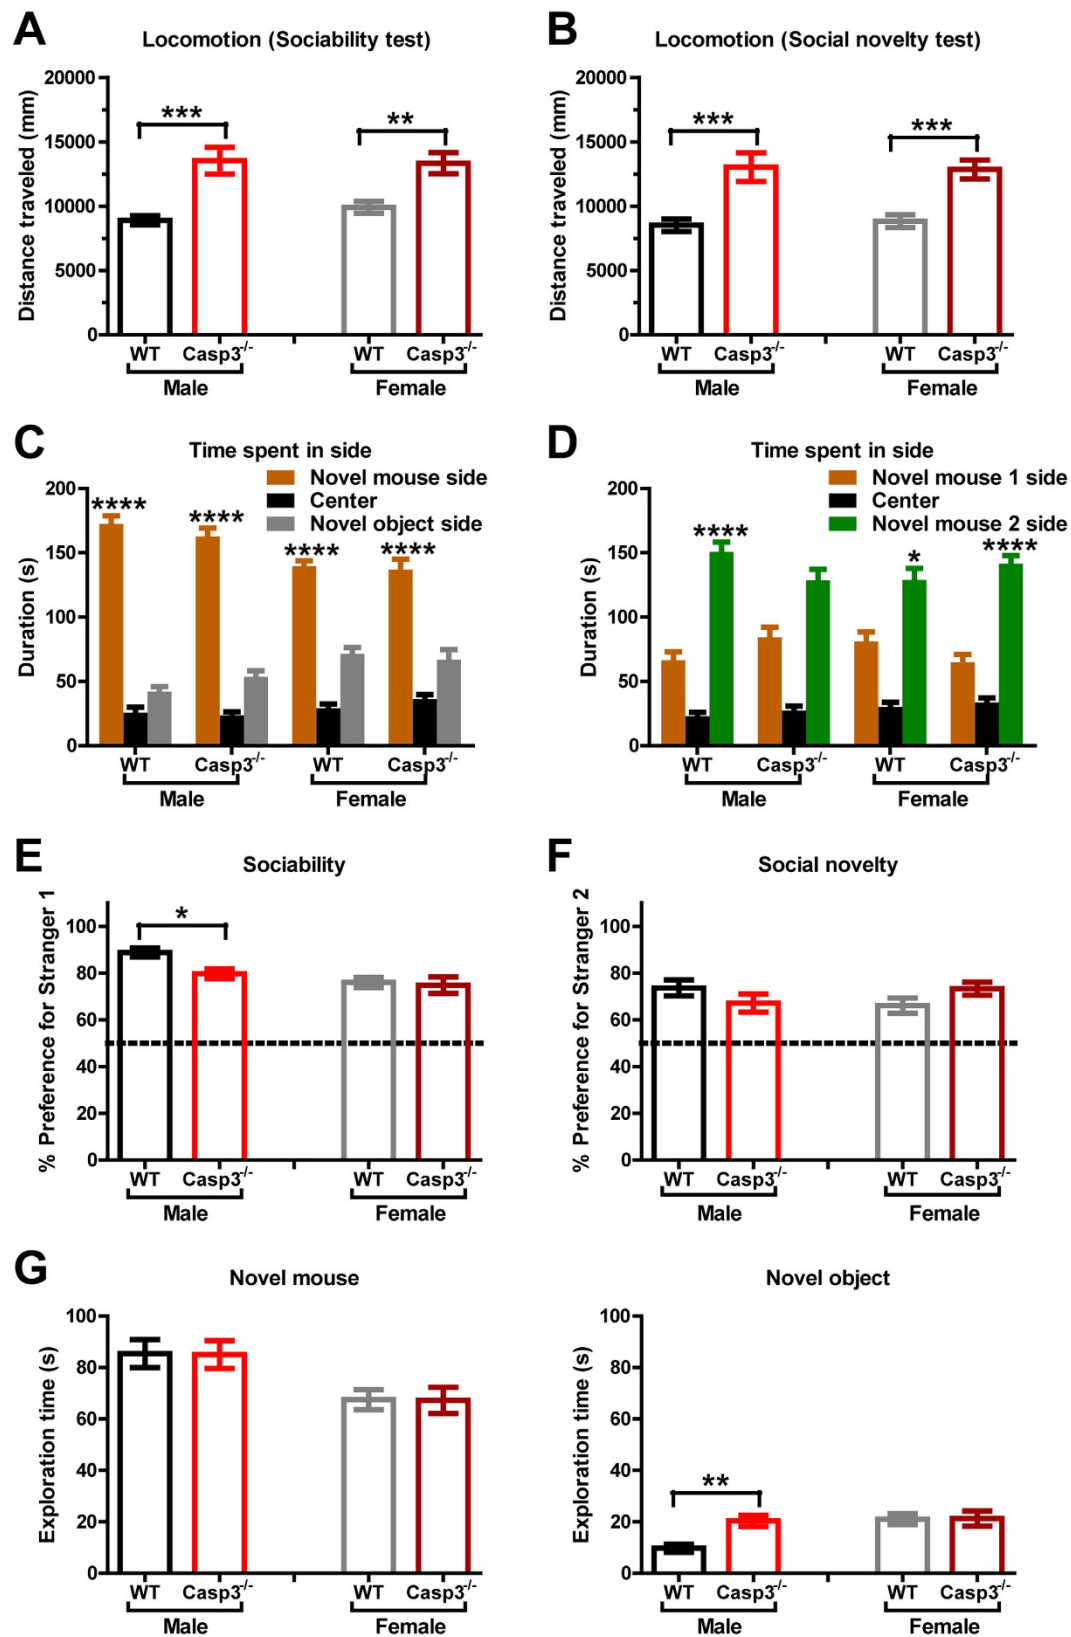 A
Locomotion (Sociability test)
Distance traveled (mm)
20000
15000
10000
5000
0
***
**
WT
Casp3-/-
WT
Casp3-/-
Male
Female
B
Locomotion (Social novelty test)
Distance traveled (mm)
20000
15000
10000
5000
0
***
***
WT
Casp3-/-
WT
Casp3-/-
Male
Female
C
Time spent in side
Novel mouse side
Center
Novel object side
Duration (s)
200
150
100
50
0
****
****
****
****
WT
Casp3-/-
WT
Casp3-/-
Male
Female
D
Time spent in side
Novel mouse 1 side
Center
Novel mouse 2 side
Duration (s)
200
150
100
50
0
****
*
****
WT
Casp3-/-
WT
Casp3-/-
Male
Female
E
Sociability
% Preference for Stranger 1
100
80
60
40
20
0
*
WT
Casp3-/-
WT
Casp3-/-
Male
Female
F
Social novelty
% Preference for Stranger 2
100
80
60
40
20
0
WT
Casp3-/-
WT
Casp3-/-
Male
Female
G
Novel mouse
Exploration time (s)
100
80
60
40
20
0
WT
Casp3-/-
WT
Casp3-/-
Male
Female
Novel object
Exploration time (s)
100
80
60
40
20
0
**
WT
Casp3-/-
WT
Casp3-/-
Male
Female